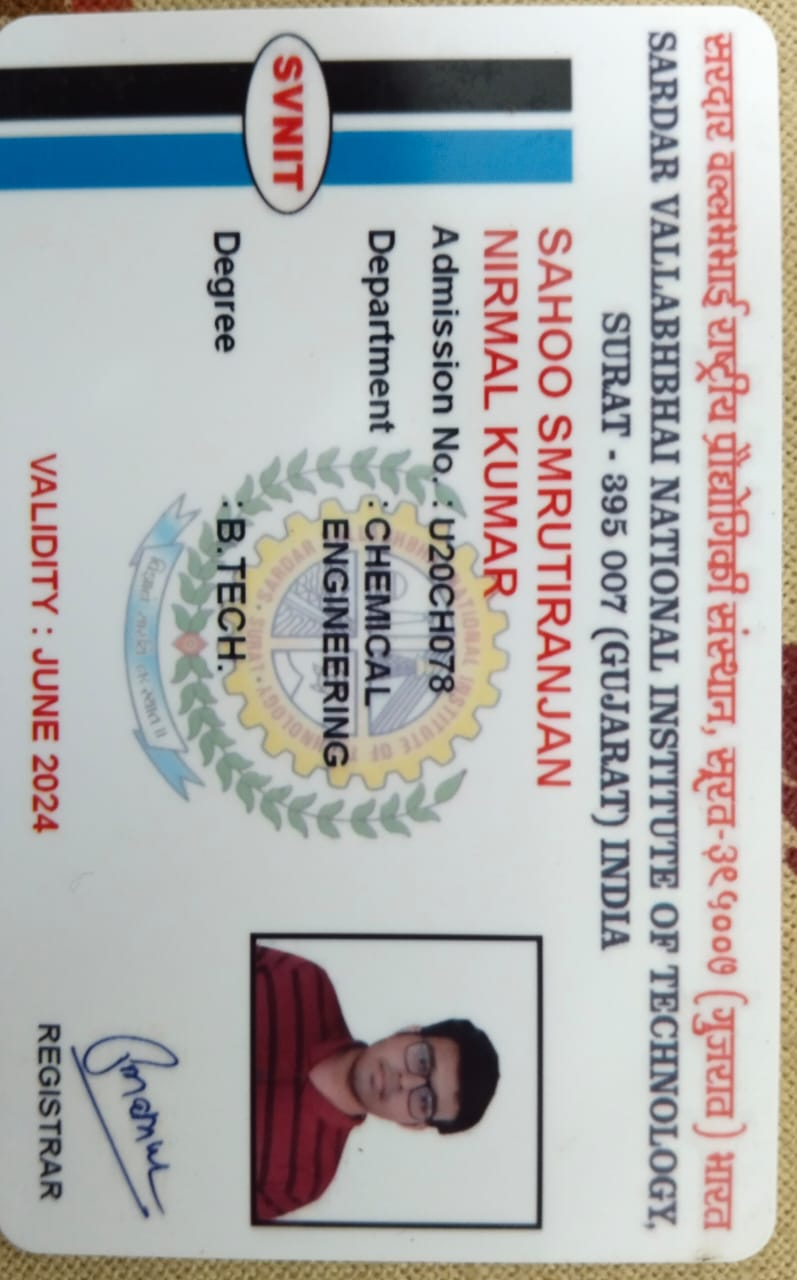 सरदार वल्लभभाई राष्ट्रीय प्रौद्योगिकी संस्थान, सूरत-३९५००७ (गुजरात) भारत
SARDAR VALLABHBHAI NATIONAL INSTITUTE OF TECHNOLOGY,
SURAT - 395 007 (GUJARAT) INDIA
SAHOO SMRUTIRANJAN
NIRMAL KUMAR
Admission No. : U20CH078
Department : CHEMICAL
ENGINEERING
SVNIT
Degree : B.TECH.
SARDAR VALLABHBHAI NATIONAL INSTITUTE OF TECHNOLOGY
SURAT
VALIDITY : JUNE 2024
REGISTRAR